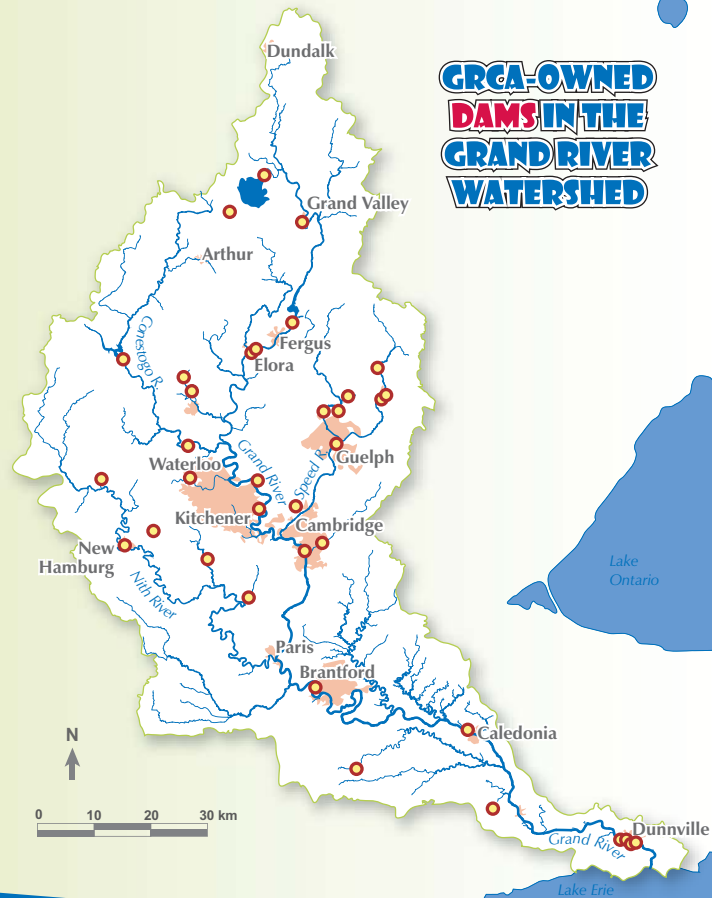 Dundalk
GRCA-OWNED
DAMS IN THE
GRAND RIVER
WATERSHED
Grand Valley
Arthur
Conestogo R.
Fergus
Elora
Waterloo
Grand River
Guelph
Speed R.
Kitchener
Cambridge
New
Hamburg
Lake
Ontario
Nith River
Paris
Brantford
N
Caledonia
0 10 20 30 km
Dunnville
Grand River
Lake Erie